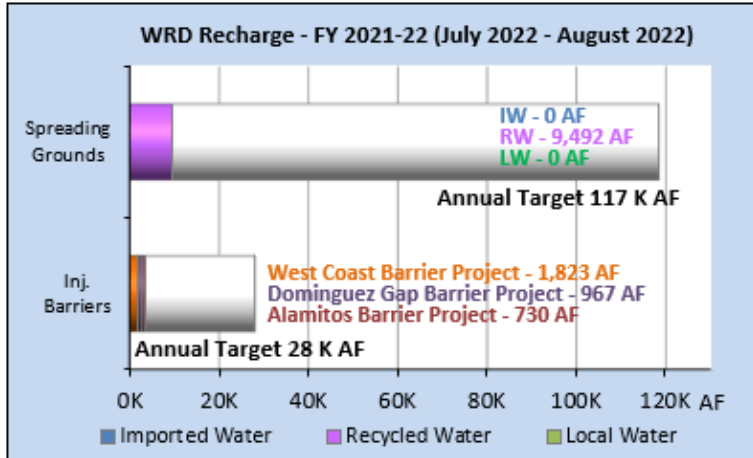 WRD Recharge - FY 2021-22 (July 2022 - August 2022)
Spreading
Grounds
IW - 0 AF
RW - 9,492 AF
LW - 0 AF
Annual Target 117 K AF
Inj.
Barriers
West Coast Barrier Project - 1,823 AF
Dominguez Gap Barrier Project - 967 AF
Alamitos Barrier Project - 730 AF
Annual Target 28 K AF
0K 20K 40K 60K 80K 100K 120K AF
Imported Water Recycled Water Local Water